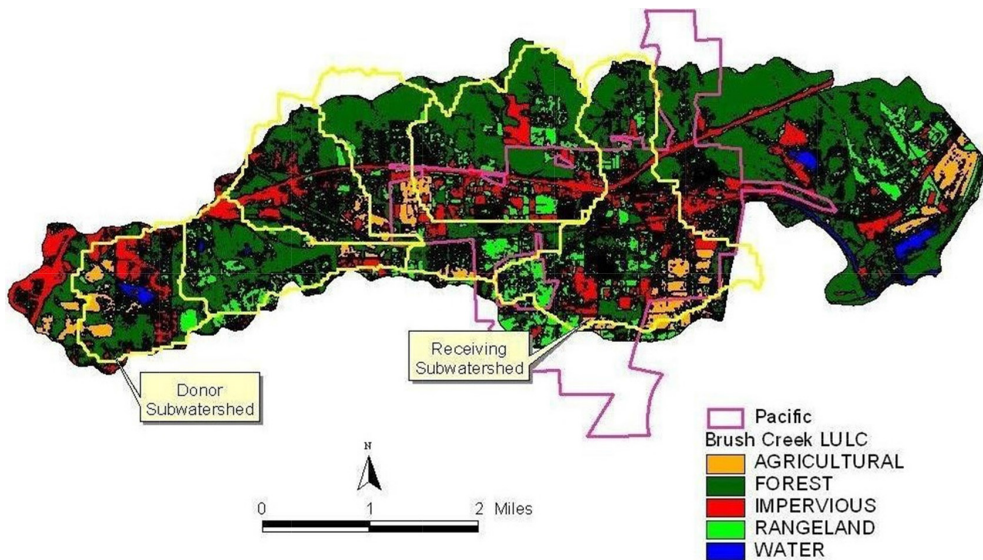 Donor
Subwatershed
Receiving
Subwatershed
N
0 1 2 Miles
Pacific
Brush Creek LULC
AGRICULTURAL
FOREST
IMPERVIOUS
RANGELAND
WATER